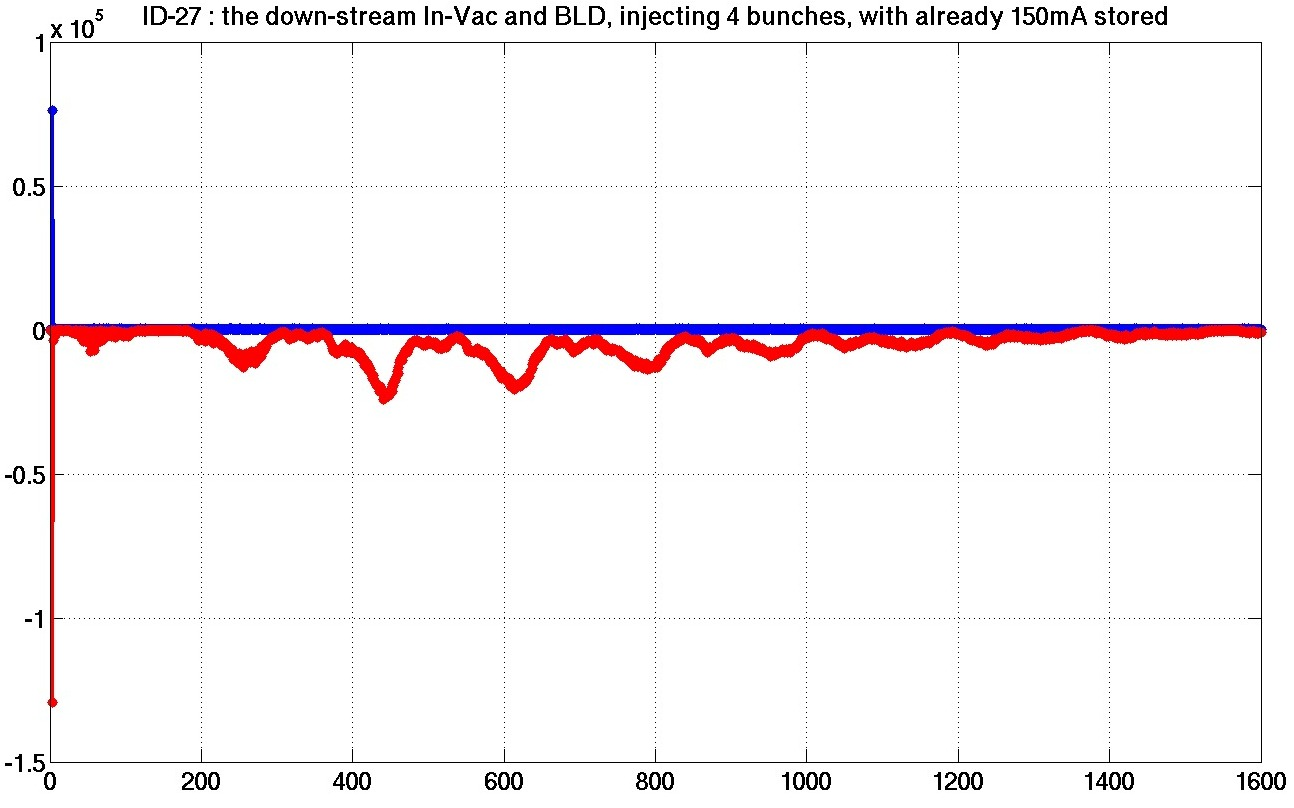 ID-27 : the down-stream In-Vac and BLD, injecting 4 bunches, with already 150mA stored
x 10^5
1
0.5
0
-0.5
-1
-1.5
0 200 400 600 800 1000 1200 1400 1600